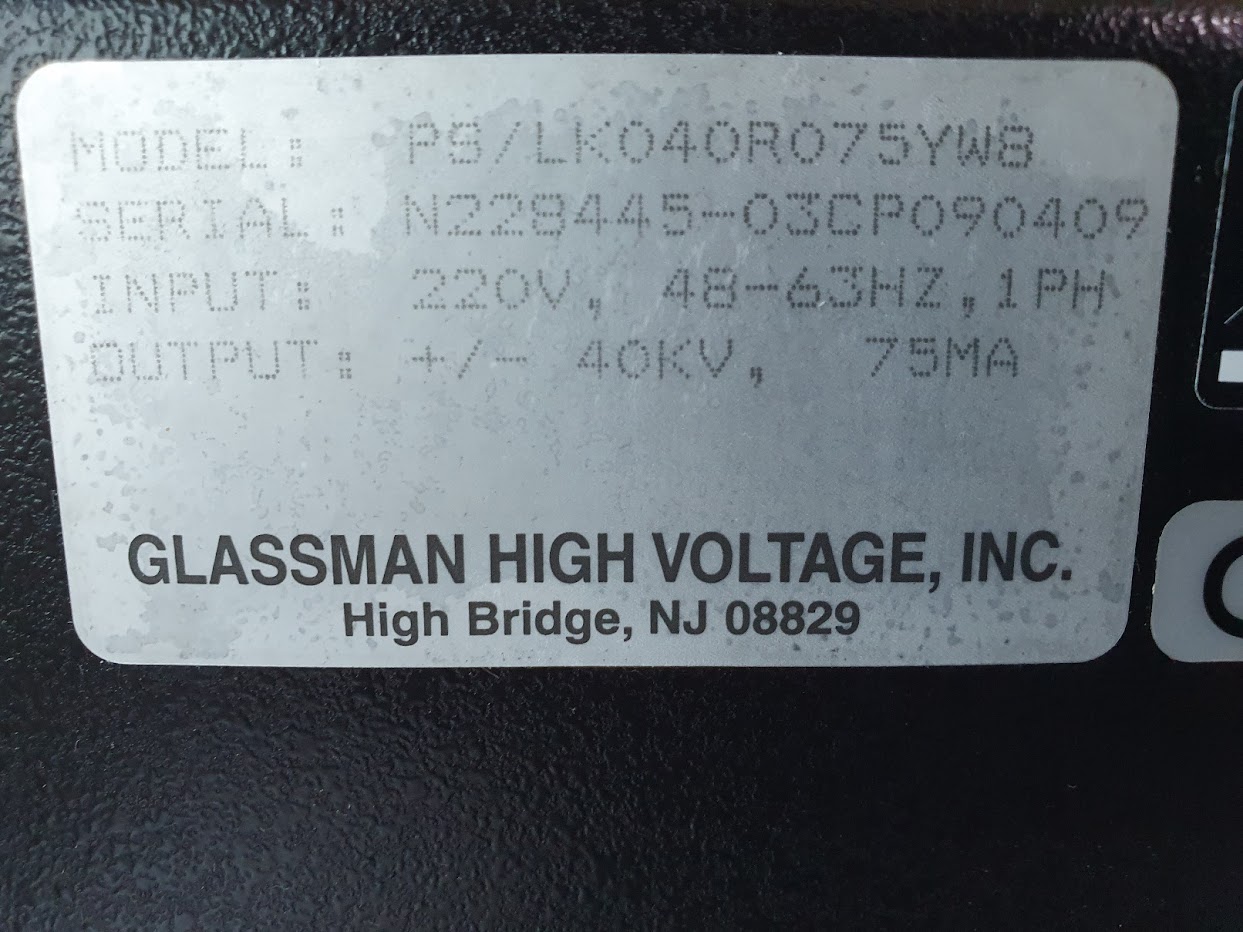 MODEL: PS/LK040R075YW8
SERIAL: N228445-03CP090409
INPUT: 220V, 48-63HZ,1PH
OUTPUT: +/- 40KV, 75MA
GLASSMAN HIGH VOLTAGE, INC.
High Bridge, NJ 08829